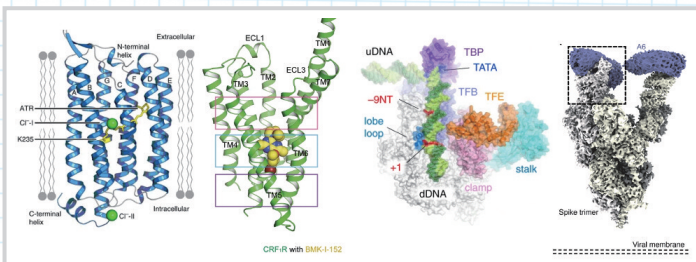 N-terminal
helix
Extracellular
A
B
G
C
F
D
E
ATR
Cl⁻-I
K235
C-terminal
helix
Cl⁻-II
Intracellular
ECL1
TM1
TM2
ECL3
TM3
TM7
TM4
TM6
TM5
CRF₁R with BMK-I-152
uDNA
TBP
TATA
TFB
−9NT
TFE
lobe
loop
+1
stalk
clamp
dDNA
A6
Spike trimer
Viral membrane